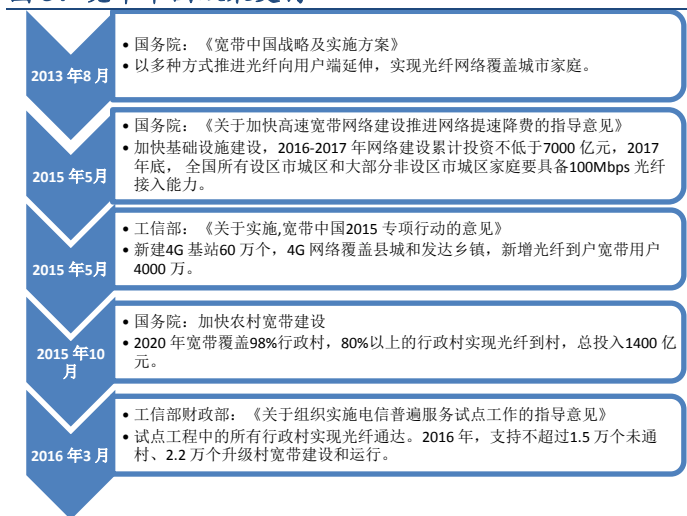 2013 年8 月
• 国务院：《宽带中国战略及实施方案》
• 以多种方式推进光纤向用户端延伸，实现光纤网络覆盖城市家庭。
2015 年5月
• 国务院：《关于加快高速宽带网络建设推进网络提速降费的指导意见》
• 加快基础设施建设，2016-2017 年网络建设累计投资不低于7000 亿元，2017
年底， 全国所有设区市城区和大部分非设区市城区家庭要具备100Mbps 光纤
接入能力。
2015 年5月
• 工信部：《关于实施,宽带中国2015 专项行动的意见》
• 新建4G 基站60 万个，4G 网络覆盖县城和发达乡镇，新增光纤到户宽带用户
4000 万。
2015 年10
月
• 国务院：加快农村宽带建设
• 2020 年宽带覆盖98%行政村，80%以上的行政村实现光纤到村，总投入1400 亿
元。
2016 年3 月
• 工信部财政部：《关于组织实施电信普遍服务试点工作的指导意见》
• 试点工程中的所有行政村实现光纤通达。2016 年，支持不超过1.5 万个未通
村、2.2 万个升级村宽带建设和运行。